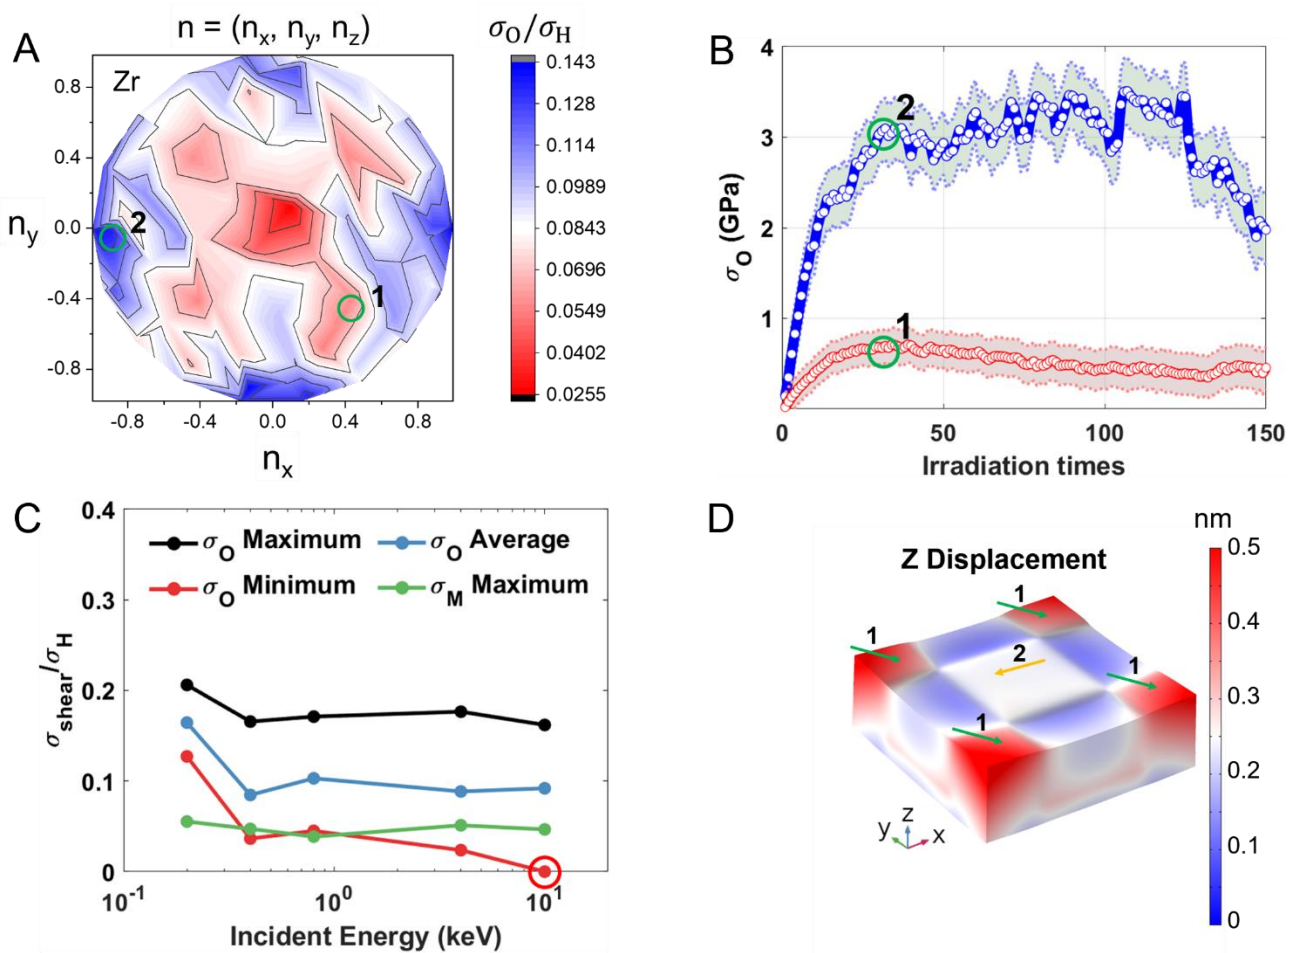 A
n = (nx, ny, nz)
σO/σH
Zr
0.8
0.4
0.0
-0.4
-0.8
ny
-0.8
-0.4
0.0
0.4
0.8
nx
2
1
0.143
0.128
0.114
0.0989
0.0843
0.0696
0.0549
0.0402
0.0255
B
4
3
2
1
σO (GPa)
2
1
0
50
100
150
Irradiation times
C
0.4
0.3
0.2
0.1
0
σshear/σH
σO Maximum
σO Average
σO Minimum
σM Maximum
10-1
100
101
Incident Energy (keV)
D
nm
Z Displacement
1
1
2
1
1
z
y
x
0.5
0.4
0.3
0.2
0.1
0